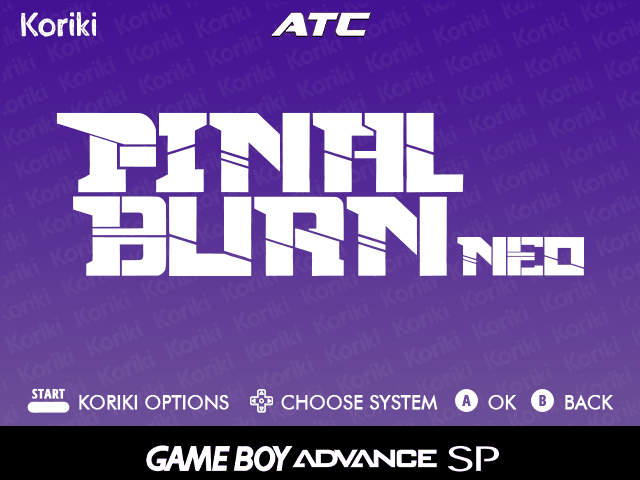 Koriki
ATC
FINAL
BURN NEO
START KORIKI OPTIONS CHOOSE SYSTEM A OK B BACK
GAME BOY ADVANCE SP